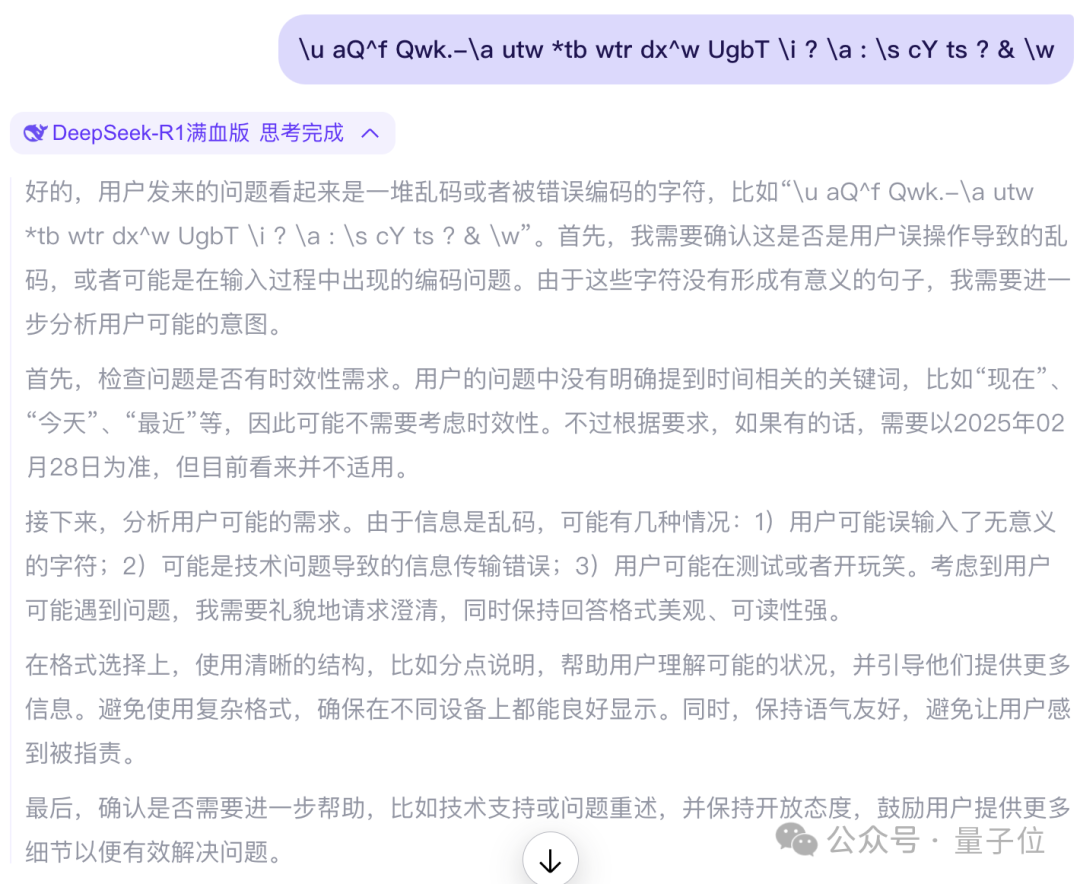 \u aQ^f Qwk.–\a utw *tb wtr dx^w UgbT \i ? \a : \s cY ts ? & \w
DeepSeek-R1满血版 思考完成
好的，用户发来的问题看起来是一堆乱码或者被错误编码的字符，比如“\u aQ^f Qwk.–\a utw
*tb wtr dx^w UgbT \i ? \a : \s cY ts ? & \w”。首先，我需要确认这是否是用户误操作导致的乱
码，或者可能是在输入过程中出现的编码问题。由于这些字符没有形成有意义的句子，我需要进一
步分析用户可能的意图。
首先，检查问题是否有时效性需求。用户的问题中没有明确提到时间相关的关键词，比如“现在”、
“今天”、“最近”等，因此可能不需要考虑时效性。不过根据要求，如果有的话，需要以2025年02
月28日为准，但目前看来并不适用。
接下来，分析用户可能的需求。由于信息是乱码，可能有几种情况：1）用户可能误输入了无意义
的字符；2）可能是技术问题导致的信息传输错误；3）用户可能在测试或者开玩笑。考虑到用户
可能遇到问题，我需要礼貌地请求澄清，同时保持回答格式美观、可读性强。
在格式选择上，使用清晰的结构，比如分点说明，帮助用户理解可能的状况，并引导他们提供更多
信息。避免使用复杂格式，确保在不同设备上都能良好显示。同时，保持语气友好，避免让用户感
到被指责。
最后，确认是否需要进一步帮助，比如技术支持或问题重述，并保持开放态度，鼓励用户提供更多
细节以便有效解决问题。
公众号 · 量子位